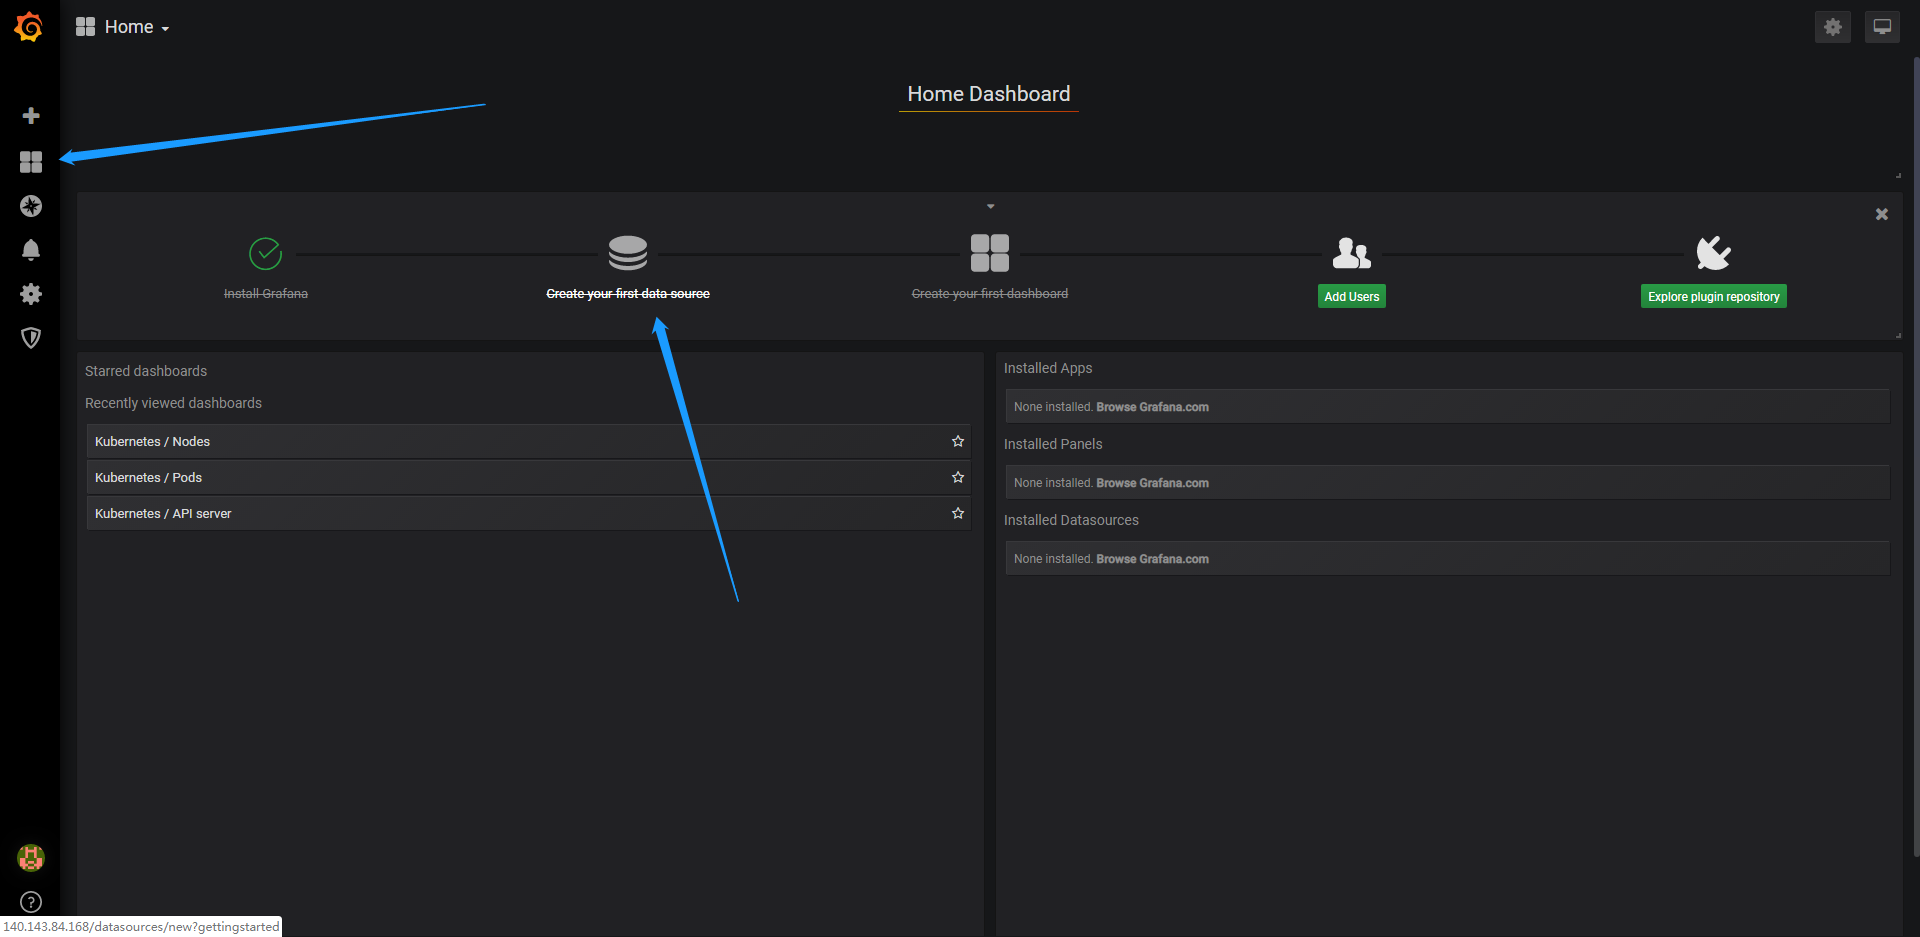 Home
Home Dashboard
Install Grafana
Create your first data source
Create your first dashboard
Add Users
Explore plugin repository
Starred dashboards
Recently viewed dashboards
Kubernetes / Nodes
Kubernetes / Pods
Kubernetes / API server
Installed Apps
None installed. Browse Grafana.com
Installed Panels
None installed. Browse Grafana.com
Installed Datasources
None installed. Browse Grafana.com
?
140.143.84.168/datasources/new?gettingstarted